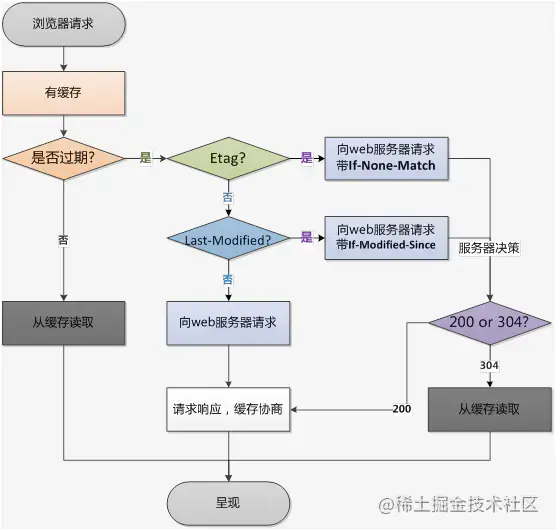 浏览器请求
有缓存
是否过期?
是
Etag?
是
向web服务器请求
带If-None-Match
否
否
Last-Modified?
是
向web服务器请求
带If-Modified-Since
服务器决策
否
从缓存读取
向web服务器请求
200 or 304?
304
请求响应，缓存协商
200
从缓存读取
呈现
@稀土掘金技术社区